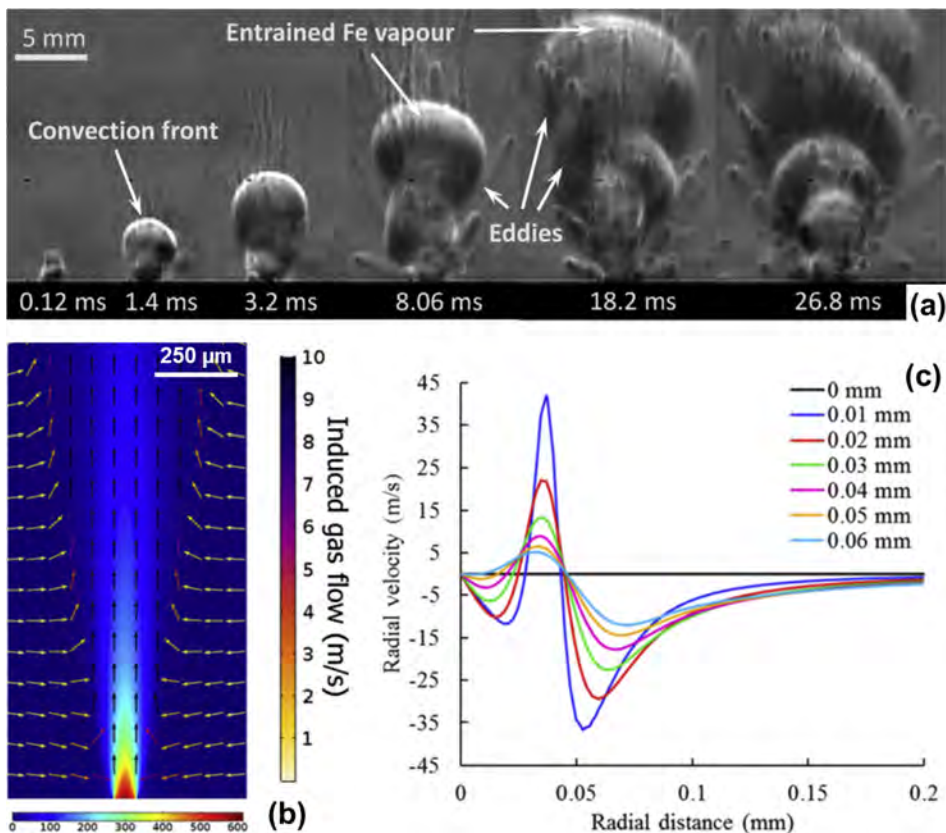 5 mm
Entrained Fe vapour
Convection front
Eddies
0.12 ms 1.4 ms 3.2 ms 8.06 ms 18.2 ms 26.8 ms (a)
250 µm
10
9
8
7
6
5
4
3
2
1
Induced gas flow (m/s)
0 100 200 300 400 500 600
(b)
(c)
45
35
25
15
5
-5
-15
-25
-35
-45
Radial velocity (m/s)
0 mm
0.01 mm
0.02 mm
0.03 mm
0.04 mm
0.05 mm
0.06 mm
0 0.05 0.1 0.15 0.2
Radial distance (mm)